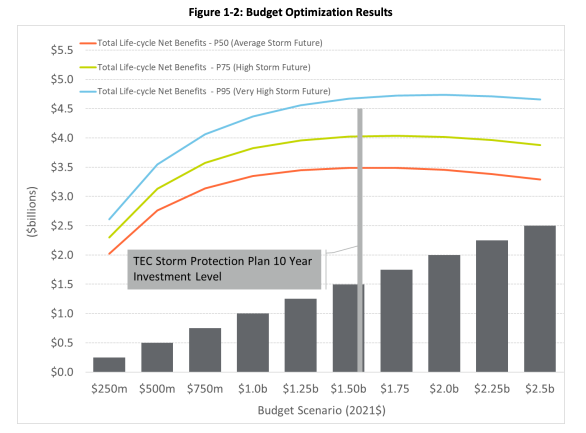 Figure 1-2: Budget Optimization Results
$5.5
$5.0
$4.5
$4.0
$3.5
$3.0
$2.5
$2.0
$1.5
$1.0
$0.5
$0.0
($billions)
Total Life-cycle Net Benefits - P50 (Average Storm Future)
Total Life-cycle Net Benefits - P75 (High Storm Future)
Total Life-cycle Net Benefits - P95 (Very High Storm Future)
TEC Storm Protection Plan 10 Year
Investment Level
$250m $500m $750m $1.0b $1.25b $1.50b $1.75 $2.0b $2.25b $2.5b
Budget Scenario (2021$)